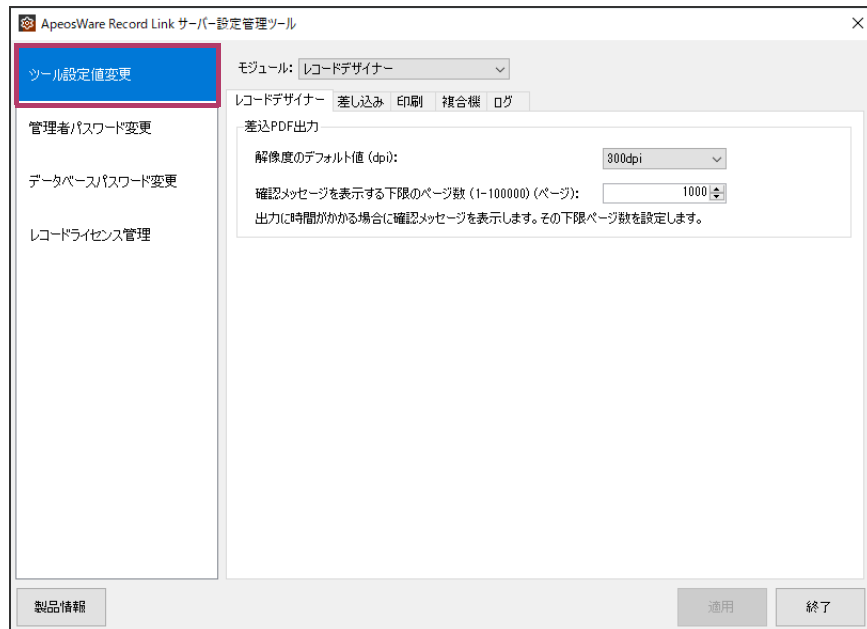 ApeosWare Record Link サーバー設定管理ツール
ツール設定値変更
管理者パスワード変更
データベースパスワード変更
レコードライセンス管理
モジュール: レコードデザイナー
レコードデザイナー 差し込み 印刷 複合機 ログ
差込PDF出力
解像度のデフォルト値 (dpi): 300dpi
確認メッセージを表示する下限のページ数 (1-100000) (ページ): 1000
出力に時間がかかる場合に確認メッセージを表示します。その下限ページ数を設定します。
製品情報 適用 終了